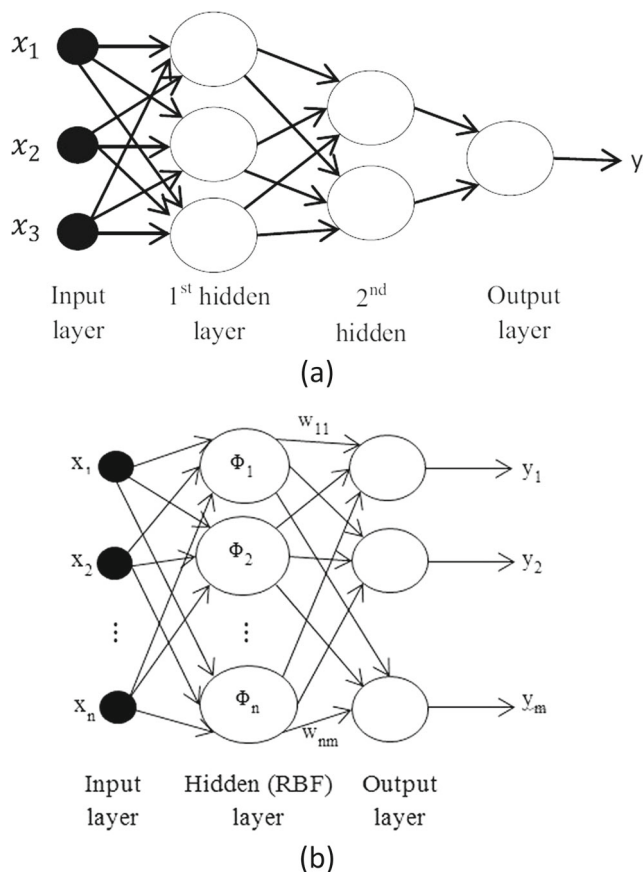 x1
x2
x3
y
Input layer
1st hidden layer
2nd hidden
Output layer
(a)
w11
x1
Φ1
y1
x2
Φ2
y2
⋮
⋮
xn
Φn
wnm
ym
Input layer
Hidden (RBF) layer
Output layer
(b)